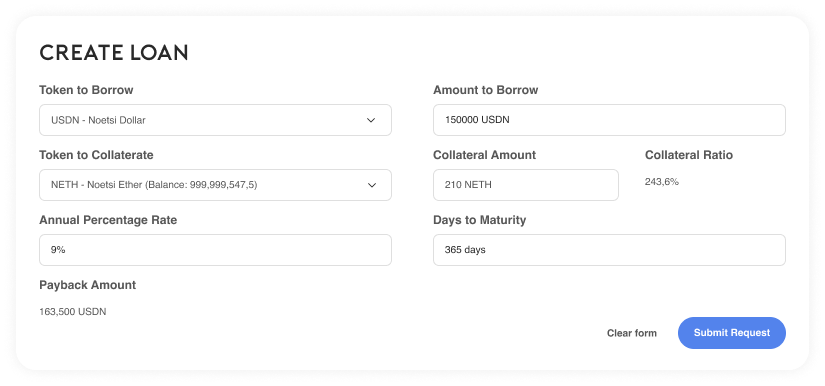 CREATE LOAN
Token to Borrow
USDN - Noetsi Dollar
Amount to Borrow
150000 USDN
Token to Collaterate
NETH - Noetsi Ether (Balance: 999,999,547,5)
Collateral Amount
210 NETH
Collateral Ratio
243,6%
Annual Percentage Rate
9%
Days to Maturity
365 days
Payback Amount
163,500 USDN
Clear form
Submit Request